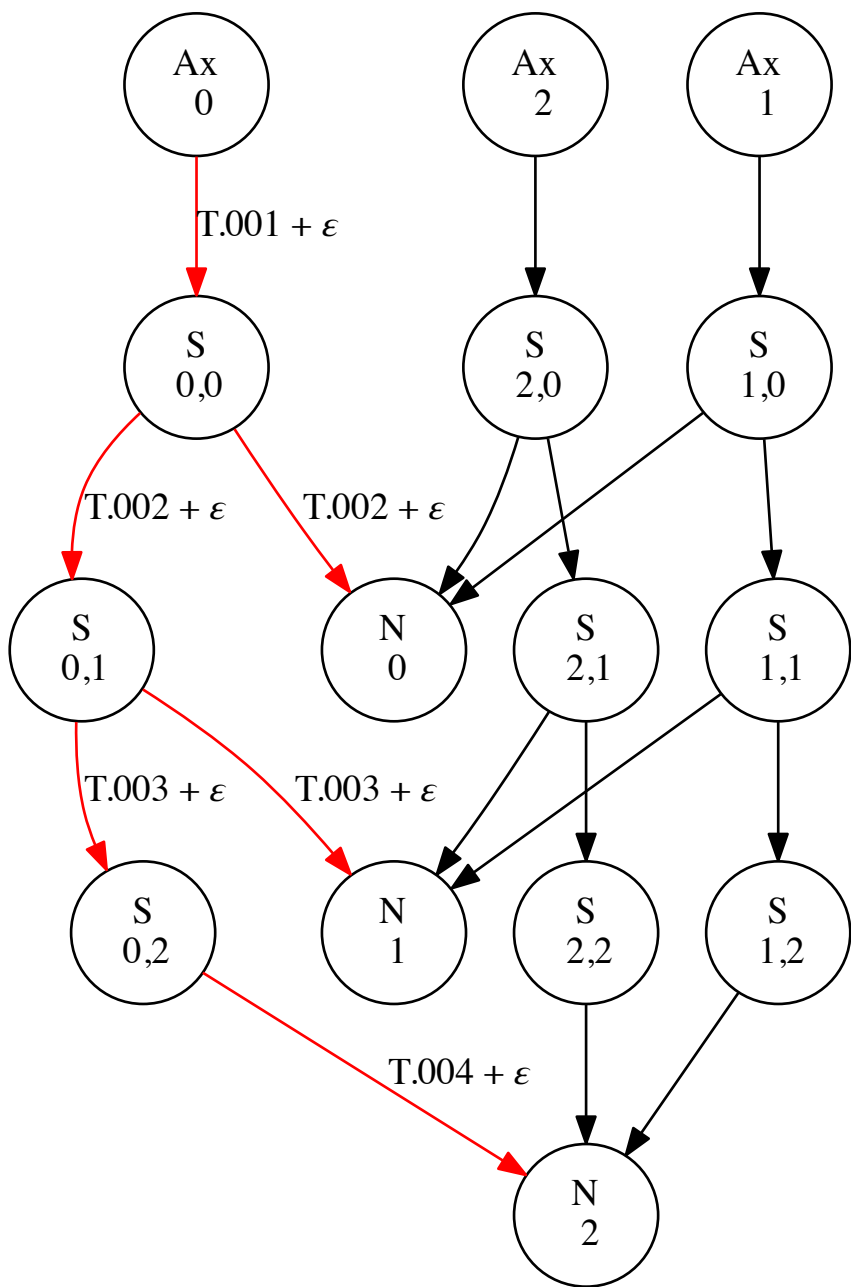 Ax
0
Ax
2
Ax
1
T.001 + ε
S
0,0
S
2,0
S
1,0
T.002 + ε
T.002 + ε
S
0,1
N
0
S
2,1
S
1,1
T.003 + ε
T.003 + ε
S
0,2
N
1
S
2,2
S
1,2
T.004 + ε
N
2